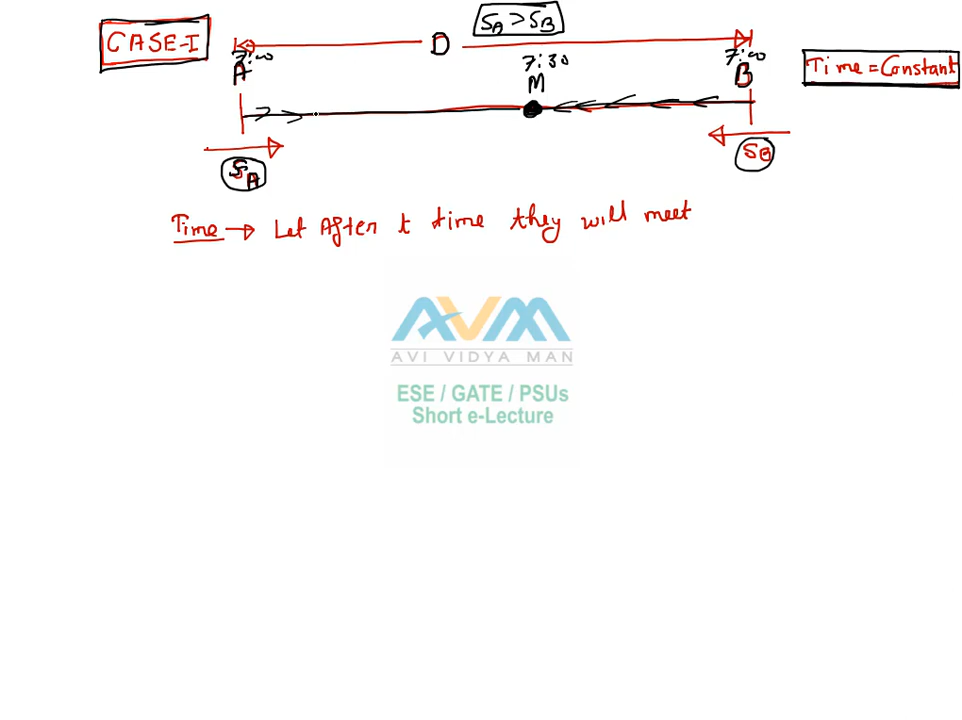 CASE-I
SA > SB
D
7:00
7:30
7:00
A
M
B
Time = Constant
SA
SB
Time → Let After t time they will meet
AVM
AVI VIDYA MAN
ESE / GATE / PSUs
Short e-Lecture